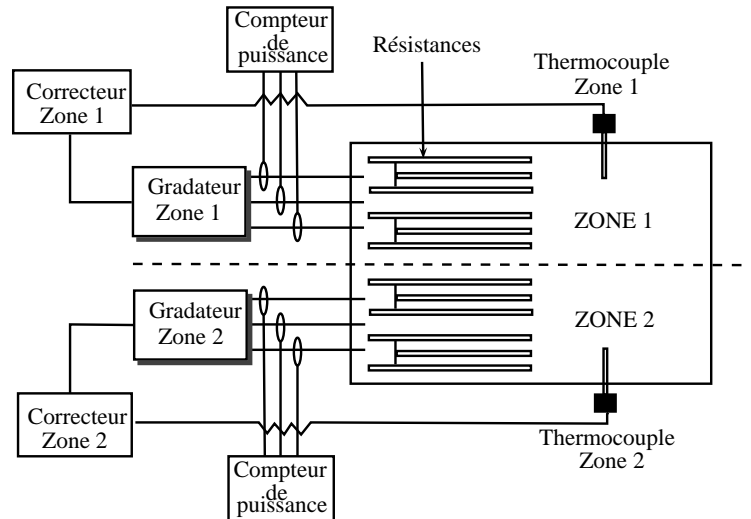 Compteur
de
puissance
Résistances
Thermocouple
Zone 1
Correcteur
Zone 1
Gradateur
Zone 1
ZONE 1
Gradateur
Zone 2
ZONE 2
Correcteur
Zone 2
Thermocouple
Zone 2
Compteur
de
puissance